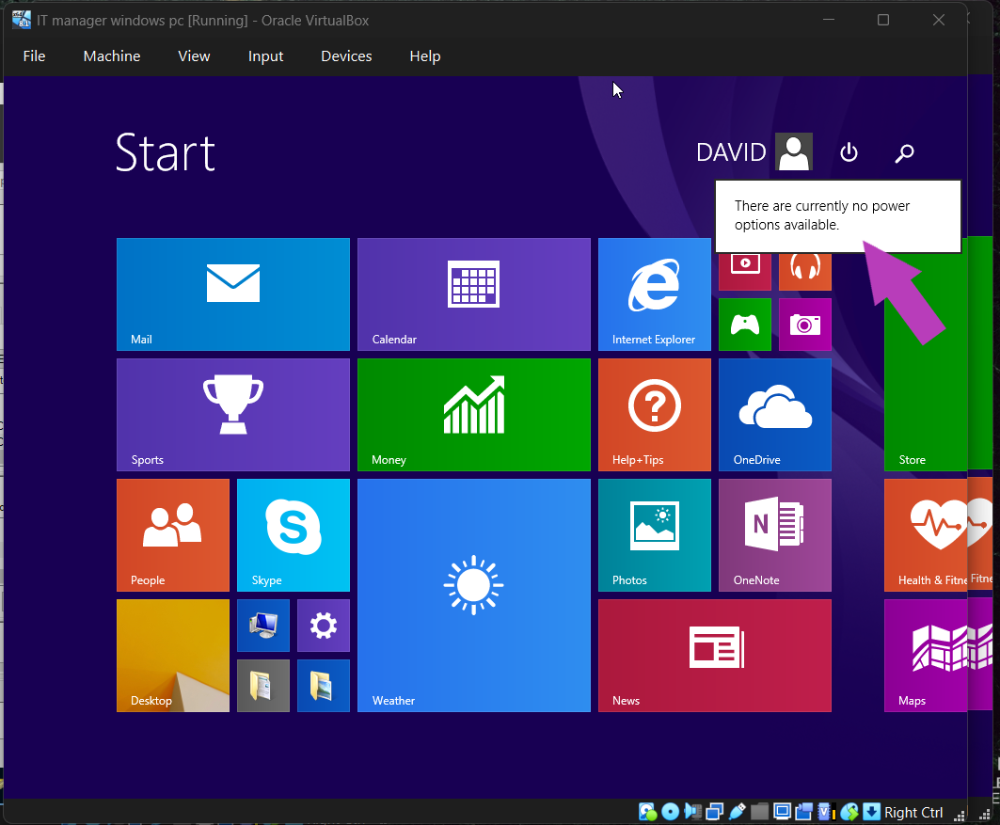 IT manager windows pc [Running] - Oracle VirtualBox
File Machine View Input Devices Help
Start
DAVID
There are currently no power
options available.
Mail
Calendar
Internet Explorer
Sports
Money
Help+Tips
OneDrive
Store
People
Skype
Photos
OneNote
Health & Fitne
Fitne
Desktop
Weather
News
Maps
Right Ctrl